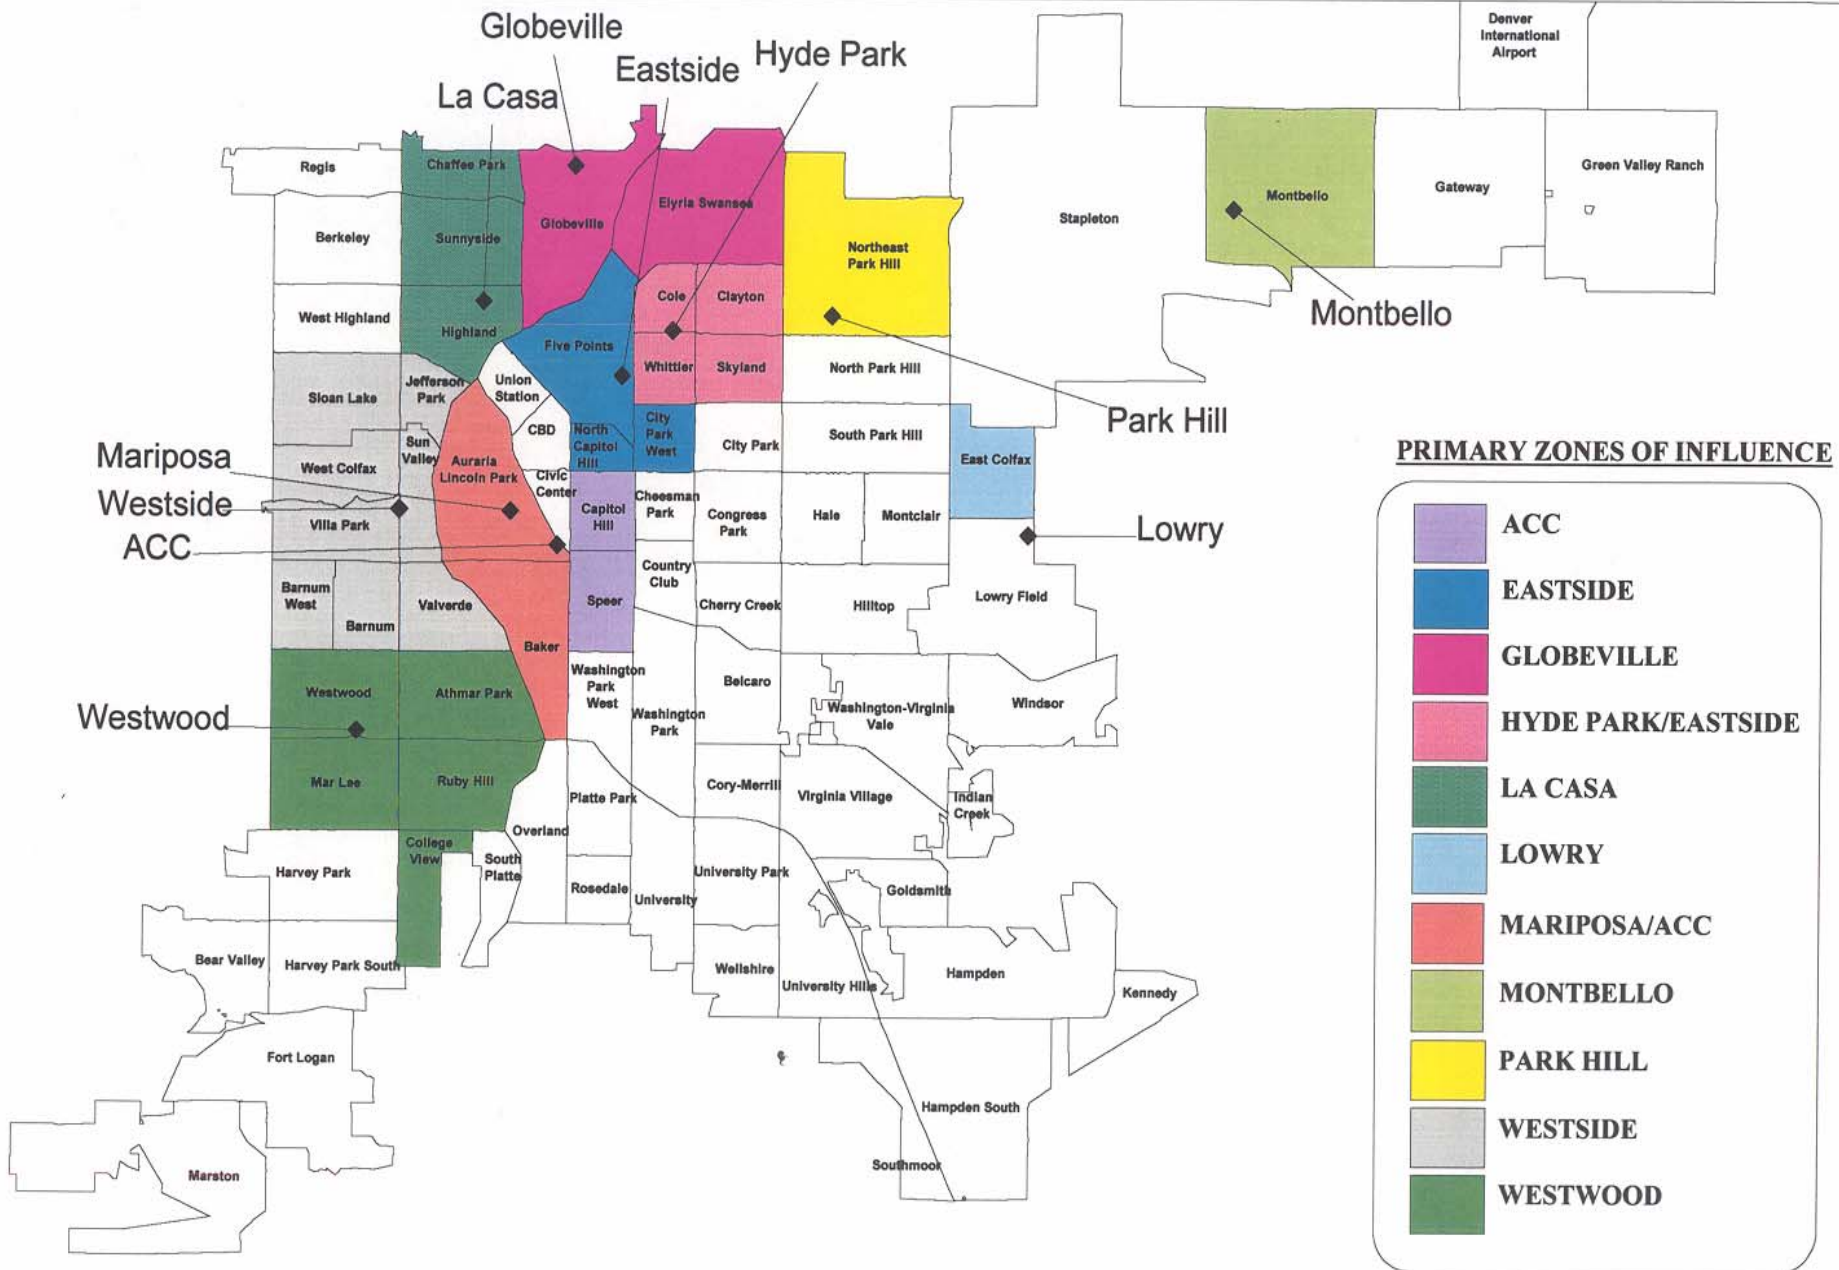 Globeville
Eastside
Hyde Park
La Casa
Denver
International
Airport
Regis
Chaffee Park
Globeville
Elyria Swansea
Berkeley
Sunnyside
Northeast
Park Hill
Stapleton
Montbello
Gateway
Green Valley Ranch
West Highland
Highland
Cole
Clayton
Montbello
Five Points
Whittier
Skyland
North Park Hill
Sloan Lake
Jefferson
Park
Union
Station
CBD
North
Capitol
Hill
City
Park
West
City Park
South Park Hill
Park Hill
East Colfax
Mariposa
Westside
ACC
West Colfax
Sun
Valley
Auraria
Lincoln Park
Civic
Center
Villa Park
Capitol
Hill
Cheesman
Park
Congress
Park
Hale
Montclair
Lowry
Barnum
West
Barnum
Valverde
Baker
Speer
Country
Club
Cherry Creek
Hilltop
Lowry Field
Westwood
Westwood
Athmar Park
Washington
Park
West
Washington
Park
Belcaro
Washington-Virginia
Vale
Windsor
Mar Lee
Ruby Hill
Platte Park
Cory-Merrill
Virginia Village
Indian
Creek
Overland
College
View
South
Platte
Harvey Park
Rosedale
University
University Park
Goldsmith
Bear Valley
Harvey Park South
Wellshire
University Hills
Hampden
Kennedy
Fort Logan
Hampden South
Southmoor
Marston
PRIMARY ZONES OF INFLUENCE
ACC
EASTSIDE
GLOBEVILLE
HYDE PARK/EASTSIDE
LA CASA
LOWRY
MARIPOSA/ACC
MONTBELLO
PARK HILL
WESTSIDE
WESTWOOD